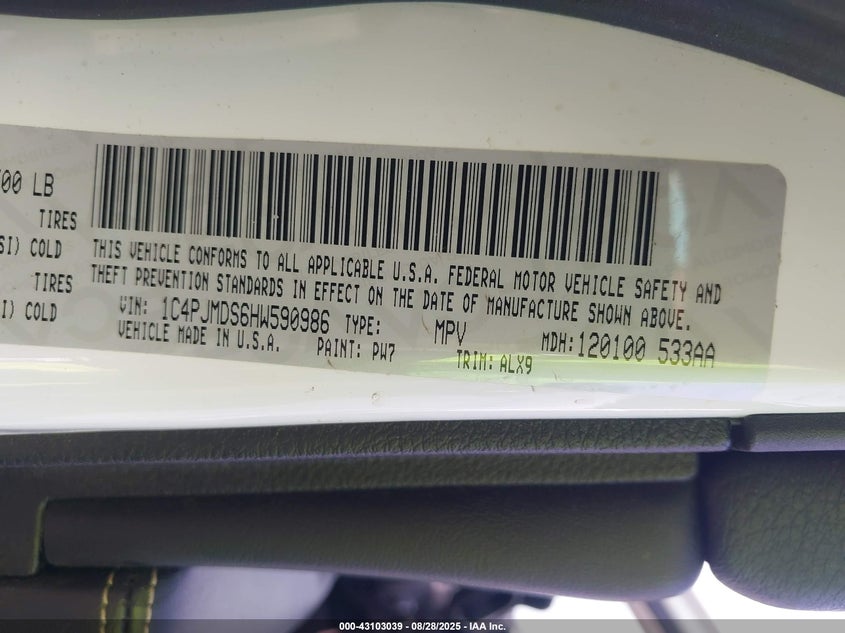 700 LB
TIRES
SI) COLD
TIRES
I) COLD
THIS VEHICLE CONFORMS TO ALL APPLICABLE U.S.A. FEDERAL MOTOR VEHICLE SAFETY AND
THEFT PREVENTION STANDARDS IN EFFECT ON THE DATE OF MANUFACTURE SHOWN ABOVE.
VIN: 1C4PJMDS6HW590986 TYPE: MPV MDH: 120100 533AA
VEHICLE MADE IN U.S.A. PAINT: PW7 TRIM: ALX9
000-43103039 - 08/28/2025 - IAA Inc.